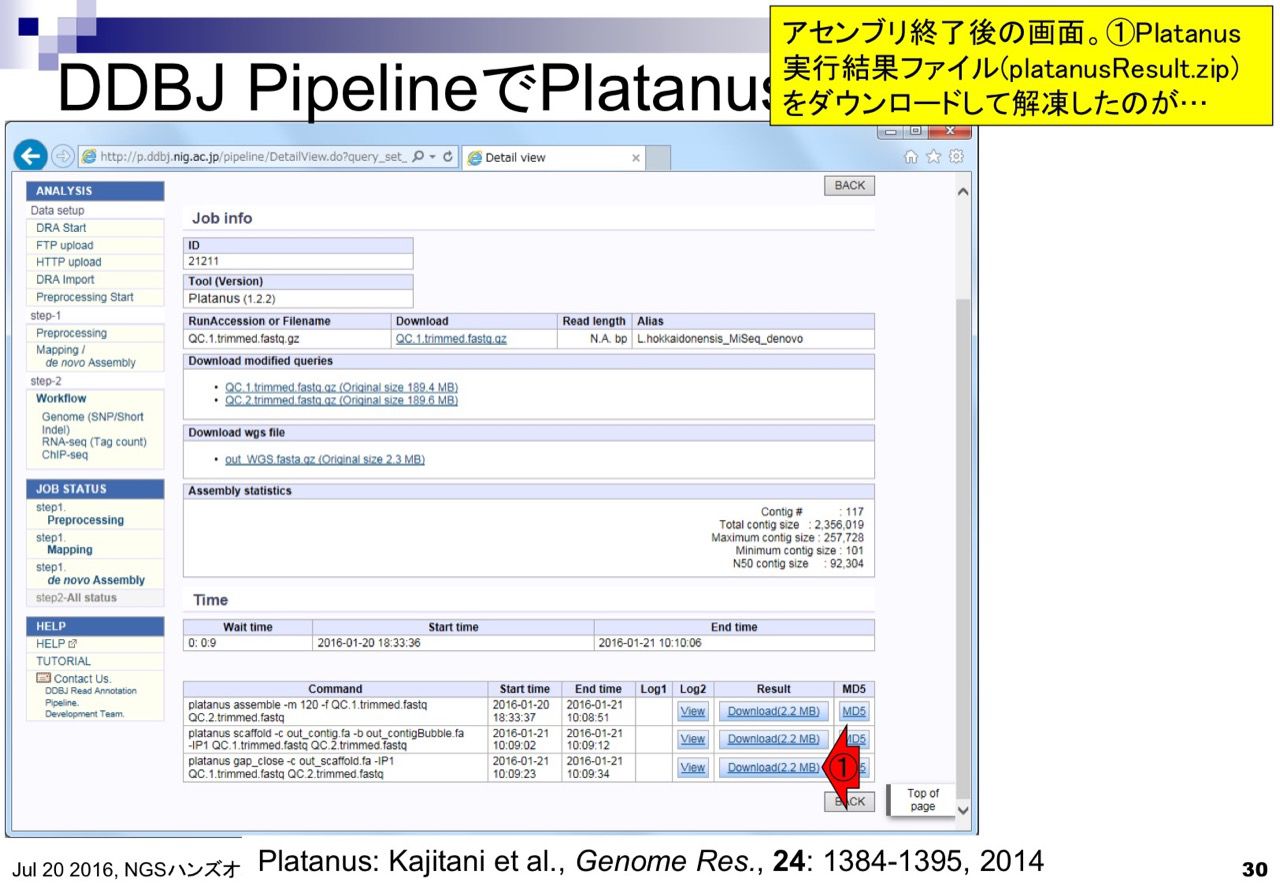 アセンブリ終了後の画面。①Platanus
実行結果ファイル(platanusResult.zip)
をダウンロードして解凍したのが…
DDBJ PipelineでPlatanus
http://p.ddbj.nig.ac.jp/pipeline/DetailView.do?query_set_
Detail view
BACK
ANALYSIS
Data setup
DRA Start
FTP upload
HTTP upload
DRA Import
Preprocessing Start
step-1
Preprocessing
Mapping /
de novo Assembly
step-2
Workflow
Genome (SNP/Short
Indel)
RNA-seq (Tag count)
ChIP-seq
JOB STATUS
step1.
Preprocessing
step1.
Mapping
step1.
de novo Assembly
step2-All status
HELP
HELP
TUTORIAL
Contact Us.
DDBJ Read Annotation
Pipeline.
Development Team.
Job info
ID
21211
Tool (Version)
Platanus (1.2.2)
RunAccession or Filename Download Read length Alias
QC.1.trimmed.fastq.gz QC.1.trimmed.fastq.gz N.A. bp L.hokkaidonensis_MiSeq_denovo
Download modified queries
• QC.1.trimmed.fastq.gz (Original size 189.4 MB)
• QC.2.trimmed.fastq.gz (Original size 189.6 MB)
Download wgs file
• out_WGS.fasta.gz (Original size 2.3 MB)
Assembly statistics
Contig # : 117
Total contig size : 2,356,019
Maximum contig size : 257,728
Minimum contig size : 101
N50 contig size : 92,304
Time
Wait time Start time End time
0: 0:9 2016-01-20 18:33:36 2016-01-21 10:10:06
Command Start time End time Log1 Log2 Result MD5
platanus assemble -m 120 -f QC.1.trimmed.fastq 2016-01-20 2016-01-21 View Download(2.2 MB) MD5
QC.2.trimmed.fastq 18:33:37 10:08:51
platanus scaffold -c out_contig.fa -b out_contigBubble.fa 2016-01-21 2016-01-21 View Download(2.2 MB) MD5
-IP1 QC.1.trimmed.fastq QC.2.trimmed.fastq 10:09:02 10:09:12
platanus gap_close -c out_scaffold.fa -IP1 2016-01-21 2016-01-21 View Download(2.2 MB) ①
QC.1.trimmed.fastq QC.2.trimmed.fastq 10:09:23 10:09:34
BACK
Top of
page
Jul 20 2016, NGSハンズオ
Platanus: Kajitani et al., Genome Res., 24: 1384-1395, 2014
30